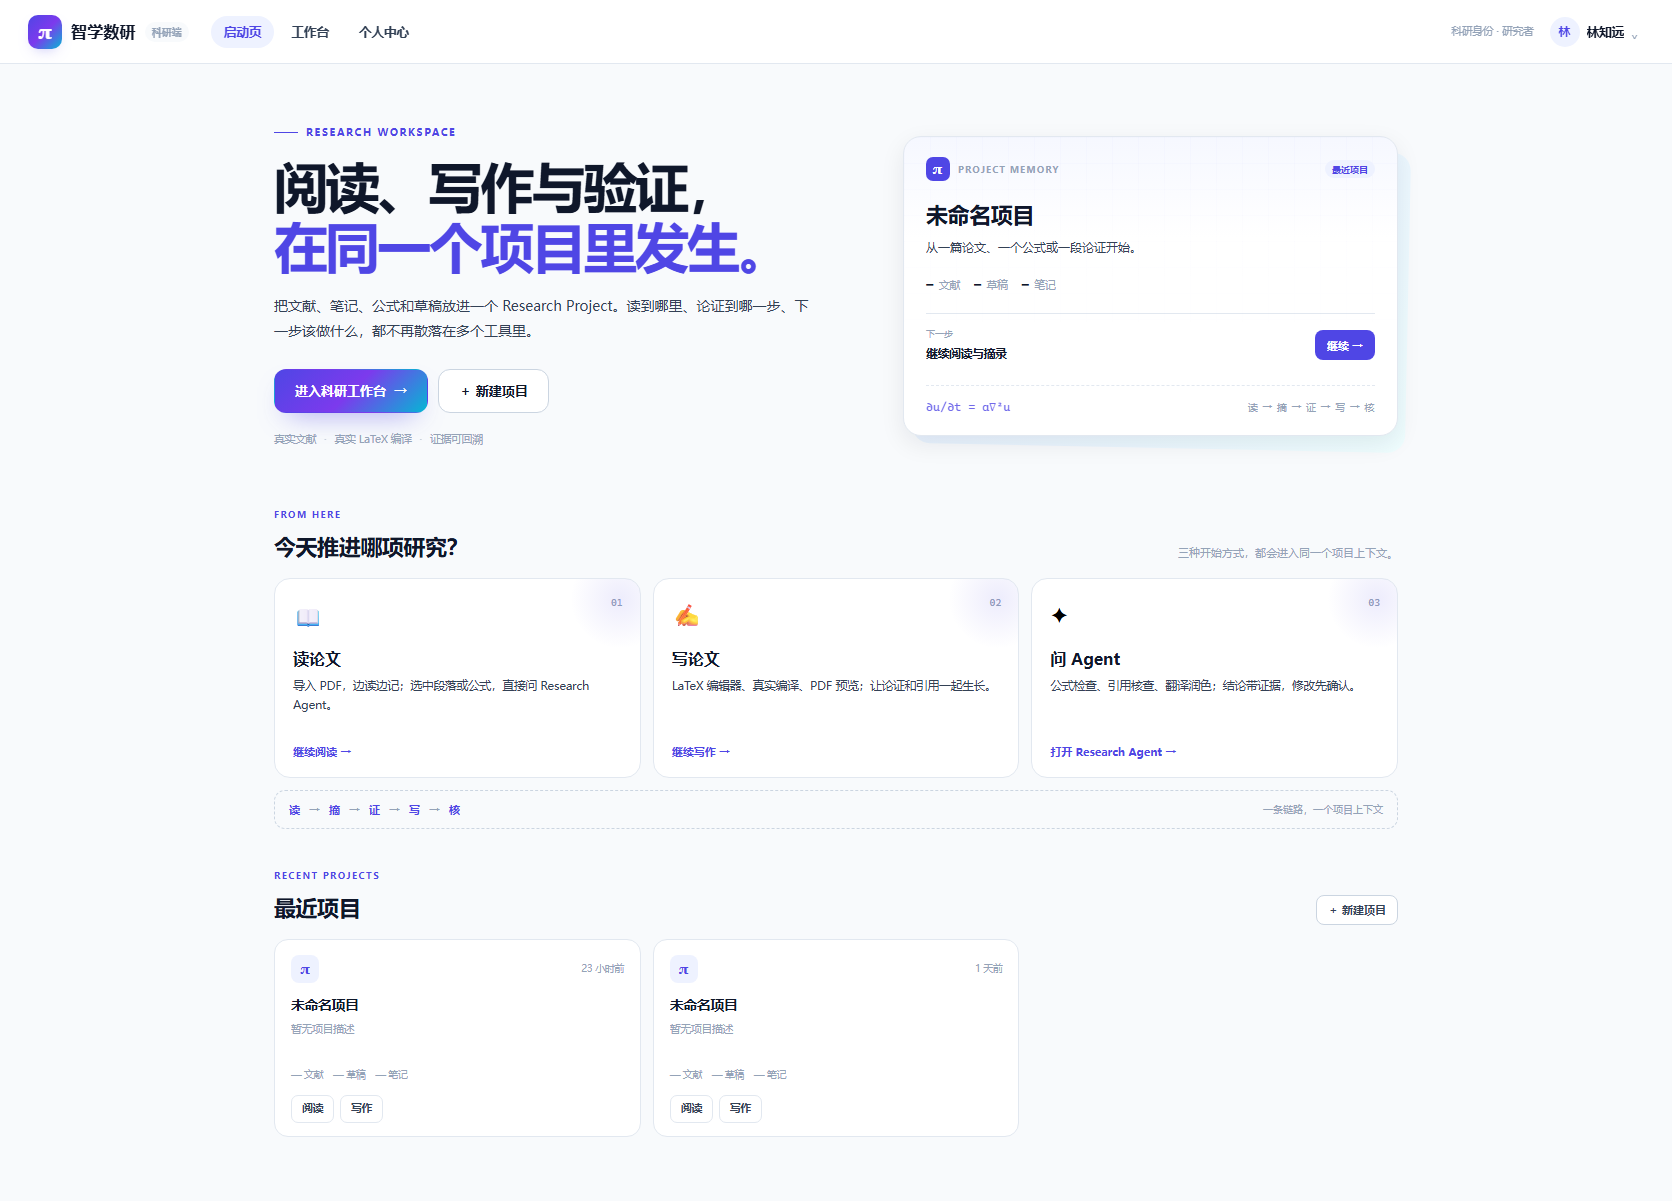 π 智学数研 科研端 启动页 工作台 个人中心 科研身份 · 研究者 林 林知远
RESEARCH WORKSPACE
阅读、写作与验证，
在同一个项目里发生。
把文献、笔记、公式和草稿放进一个 Research Project。读到哪里、论证到哪一步、下
一步该做什么，都不再散落在多个工具里。
进入科研工作台 →
+ 新建项目
真实文献 · 真实 LaTeX 编译 · 证据可回溯
π PROJECT MEMORY 最近项目
未命名项目
从一篇论文、一个公式或一段论证开始。
– 文献 – 草稿 – 笔记
下一步
继续阅读与摘录
继续 →
∂u/∂t = α∇²u 读 → 摘 → 证 → 写 → 核
FROM HERE
今天推进哪项研究？
三种开始方式，都会进入同一个项目上下文。
01
读论文
导入 PDF，边读边记；选中段落或公式，直接问 Research
Agent。
继续阅读 →
02
写论文
LaTeX 编辑器、真实编译、PDF 预览；让论证和引用一起生长。
继续写作 →
03
问 Agent
公式检查、引用核查、翻译润色；结论带证据，修改先确认。
打开 Research Agent →
读 → 摘 → 证 → 写 → 核 一条链路，一个项目上下文
RECENT PROJECTS
最近项目
+ 新建项目
π 23 小时前
未命名项目
暂无项目描述
— 文献 — 草稿 — 笔记
阅读 写作
π 1 天前
未命名项目
暂无项目描述
— 文献 — 草稿 — 笔记
阅读 写作